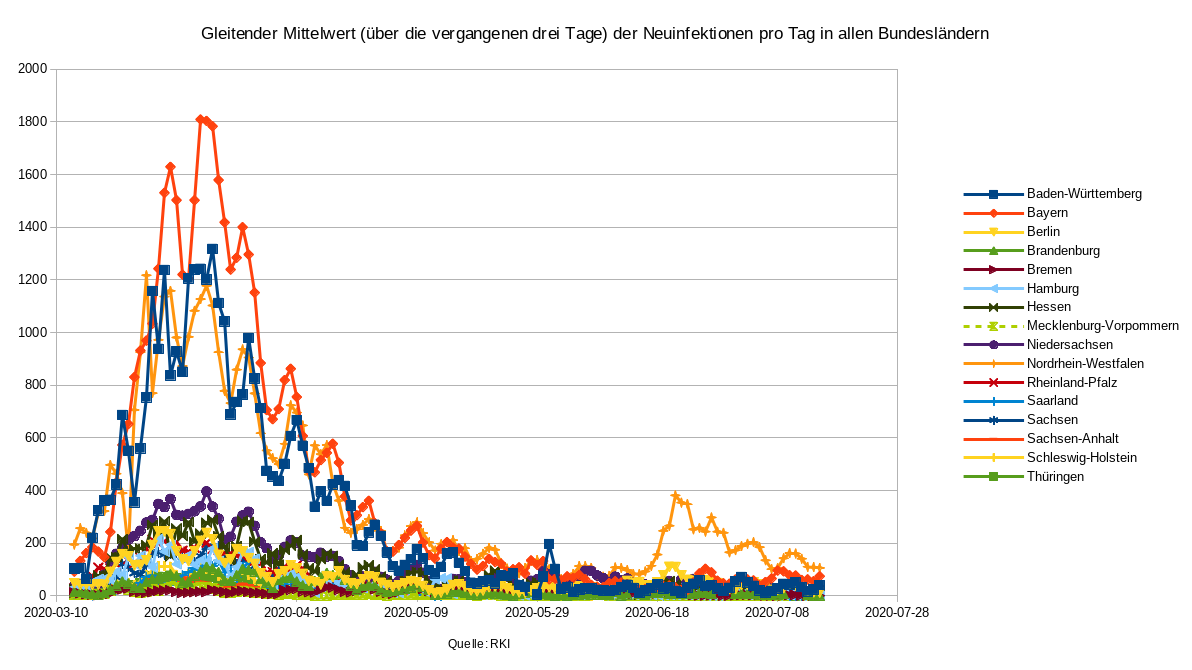 Gleitender Mittelwert (über die vergangenen drei Tage) der Neuinfektionen pro Tag in allen Bundesländern
2000
1800
1600
1400
1200
1000
800
600
400
200
0
2020-03-10 2020-03-30 2020-04-19 2020-05-09 2020-05-29 2020-06-18 2020-07-08 2020-07-28
Quelle: RKI
Baden-Württemberg
Bayern
Berlin
Brandenburg
Bremen
Hamburg
Hessen
Mecklenburg-Vorpommern
Niedersachsen
Nordrhein-Westfalen
Rheinland-Pfalz
Saarland
Sachsen
Sachsen-Anhalt
Schleswig-Holstein
Thüringen